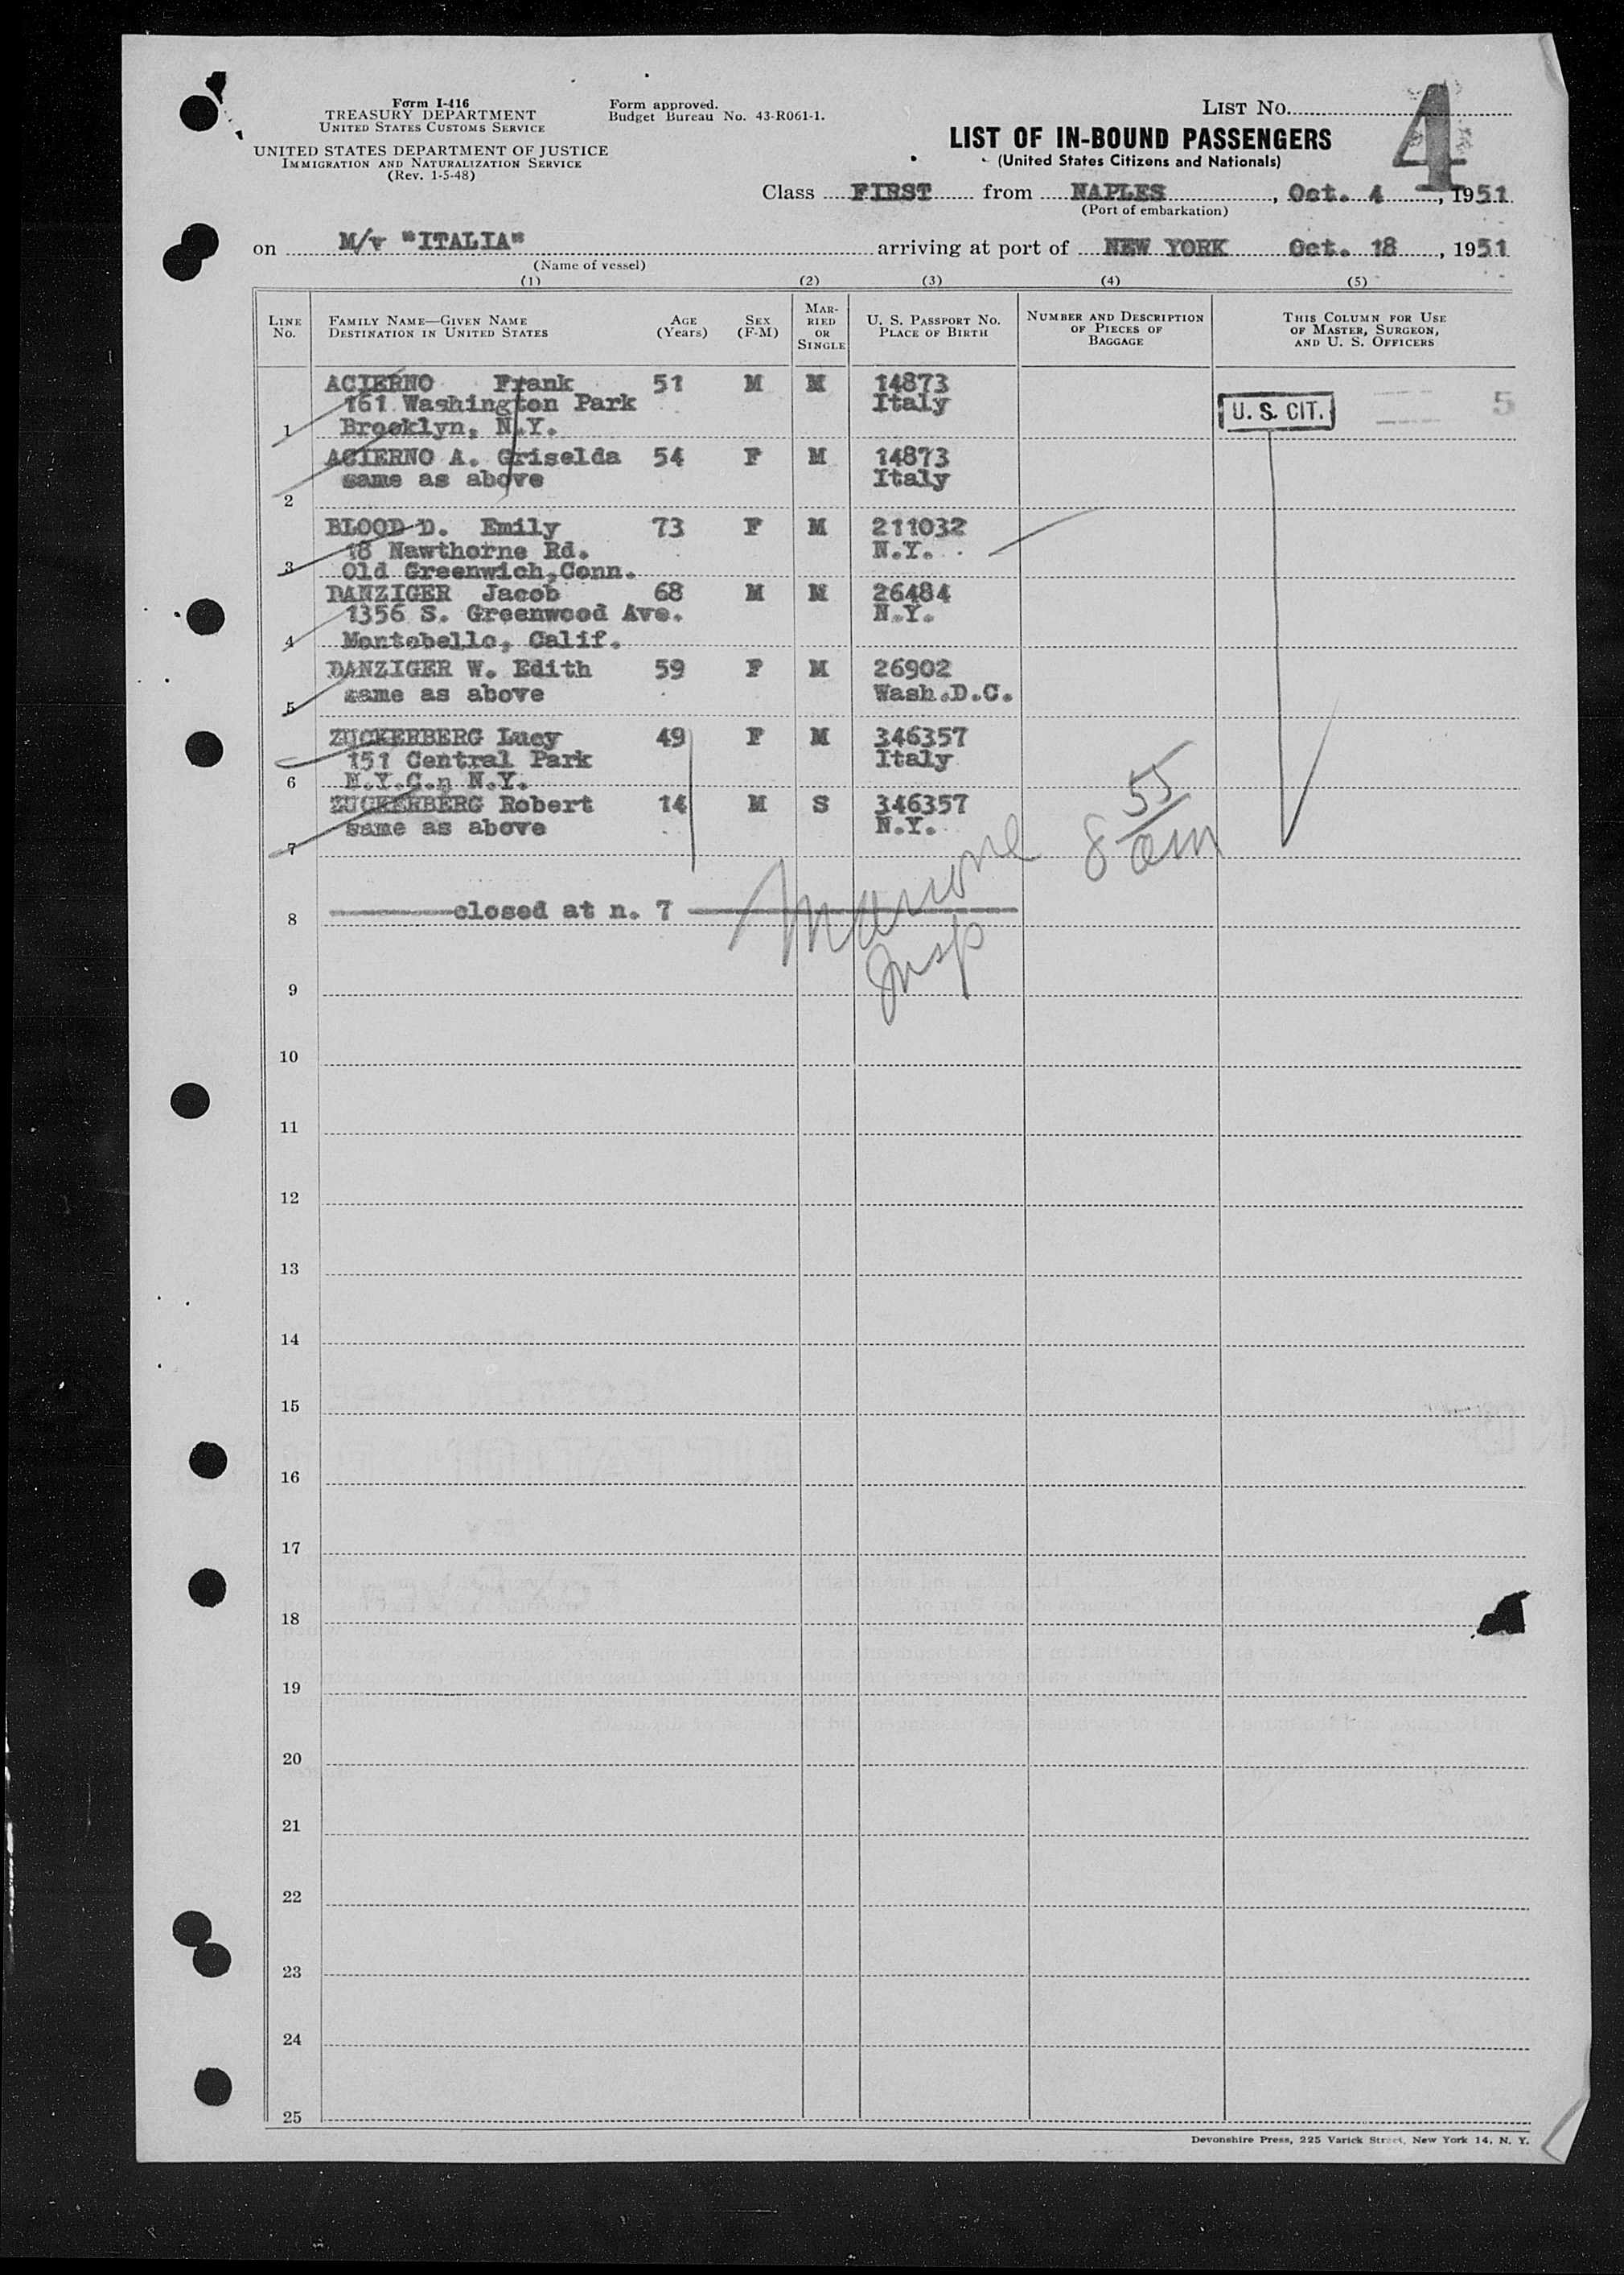 Form I-416
TREASURY DEPARTMENT
UNITED STATES CUSTOMS SERVICE
UNITED STATES DEPARTMENT OF JUSTICE
IMMIGRATION AND NATURALIZATION SERVICE
(Rev. 1-5-48)
Form approved.
Budget Bureau No. 43-R061-1.
LIST No. 4
LIST OF IN-BOUND PASSENGERS
(United States Citizens and Nationals)
Class FIRST from NAPLES, Oct. 4, 1951
(Port of embarkation)
on M/v "ITALIA" arriving at port of NEW YORK Oct. 18, 1951
(Name of vessel)
(1) (2) (3) (4) (5)
LINE No. FAMILY NAME—GIVEN NAME DESTINATION IN UNITED STATES AGE (Years) SEX (F-M) MARRIED OR SINGLE U. S. PASSPORT No. PLACE OF BIRTH NUMBER AND DESCRIPTION OF PIECES OF BAGGAGE THIS COLUMN FOR USE OF MASTER, SURGEON, AND U. S. OFFICERS
ACIERNO Frank 51 M M 14873
161 Washington Park Italy U. S. CIT. 5
1 Brooklyn, N.Y.
ACIERNO A. Griselda 54 F M 14873
same as above Italy
2
BLOOD D. Emily 73 F M 211032
18 Nawthorne Rd. N.Y.
3 Old Greenwich,Conn.
DANZIGER Jacob 68 M M 26484
1356 S. Greenwood Ave. N.Y.
4 Montebello, Calif.
DANZIGER W. Edith 59 F M 26902
same as above Wash.D.C.
5
ZUCKERBERG Lucy 49 F M 346357
151 Central Park Italy
6 N.Y.C.n N.Y.
ZUCKERBERG Robert 14 M S 346357
same as above N.Y.
7
8 55/am
8 closed at n. 7
Insp
9
10
11
12
13
14
15
16
17
18
19
20
21
22
23
24
25
Devonshire Press, 225 Varick Street, New York 14, N. Y.